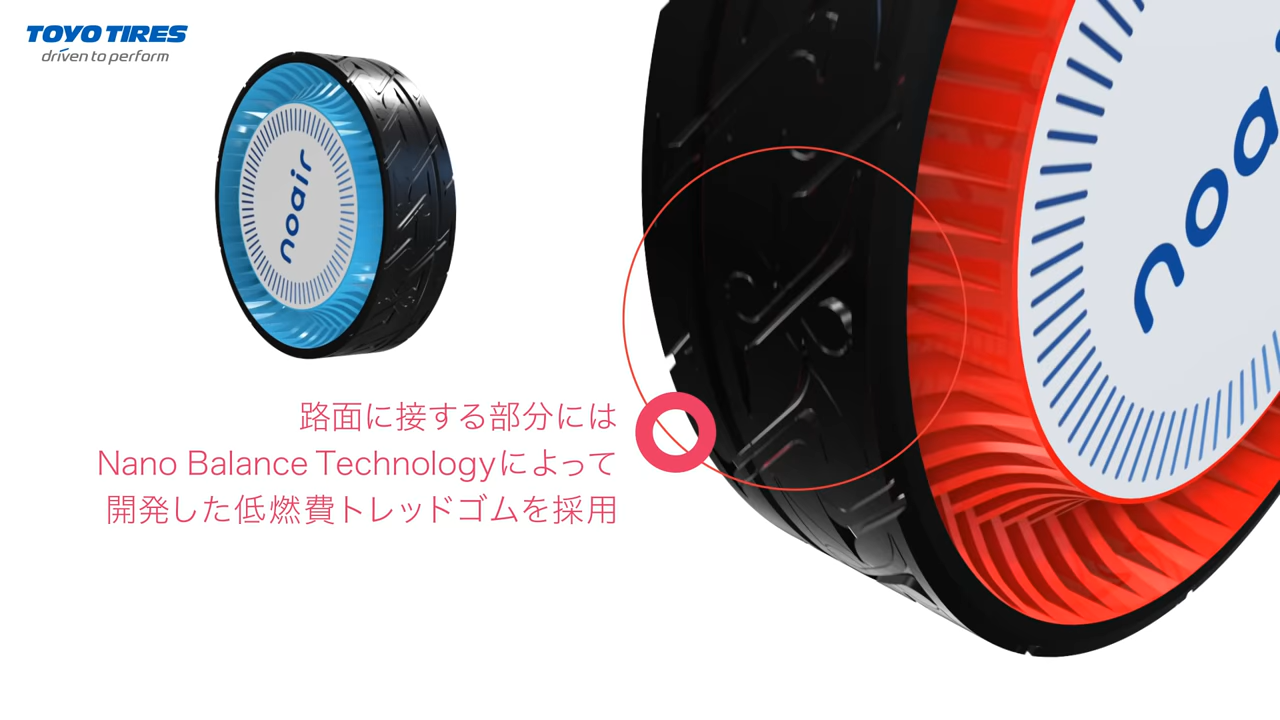 TOYO TIRES
driven to perform
noair
noa
路面に接する部分には
Nano Balance Technologyによって
開発した低燃費トレッドゴムを採用